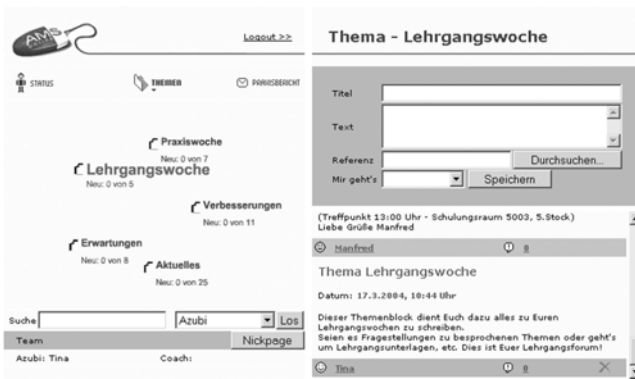 AMS
Logout >>
STATUS
THEMEN
PRAXISBERICHT
Praxiswoche
Neu: 0 von 7
Lehrgangswoche
Neu: 0 von 5
Verbesserungen
Neu: 0 von 11
Erwartungen
Neu: 0 von 8
Aktuelles
Neu: 0 von 25
Suche Azubi Los
Team Nickpage
Azubi: Tina Coach:
Thema - Lehrgangswoche
Titel
Text
Referenz Durchsuchen...
Mir geht's Speichern
(Treffpunkt 13:00 Uhr - Schulungsraum 5003, 5.Stock)
Liebe Grüße Manfred
Manfred 0
Thema Lehrgangswoche
Datum: 17.3.2004, 10:44 Uhr
Dieser Themenblock dient Euch dazu alles zu Euren
Lehrgangswochen zu schreiben.
Seien es Fragestellungen zu besprochenen Themen oder geht's
um Lehrgangsunterlagen, etc. Dies ist Euer Lehrgangsforum!
Tina 0